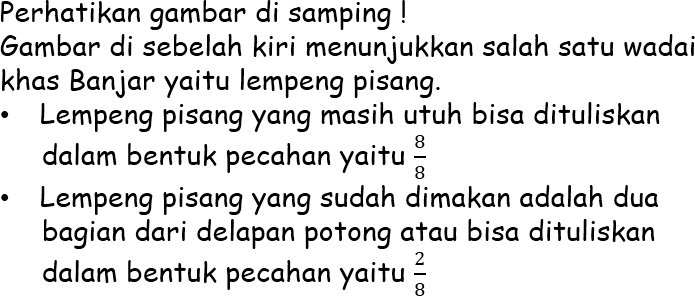 Perhatikan gambar di samping !
Gambar di sebelah kiri menunjukkan salah satu wadai
khas Banjar yaitu lempeng pisang.
• Lempeng pisang yang masih utuh bisa dituliskan
dalam bentuk pecahan yaitu 8/8
• Lempeng pisang yang sudah dimakan adalah dua
bagian dari delapan potong atau bisa dituliskan
dalam bentuk pecahan yaitu 2/8